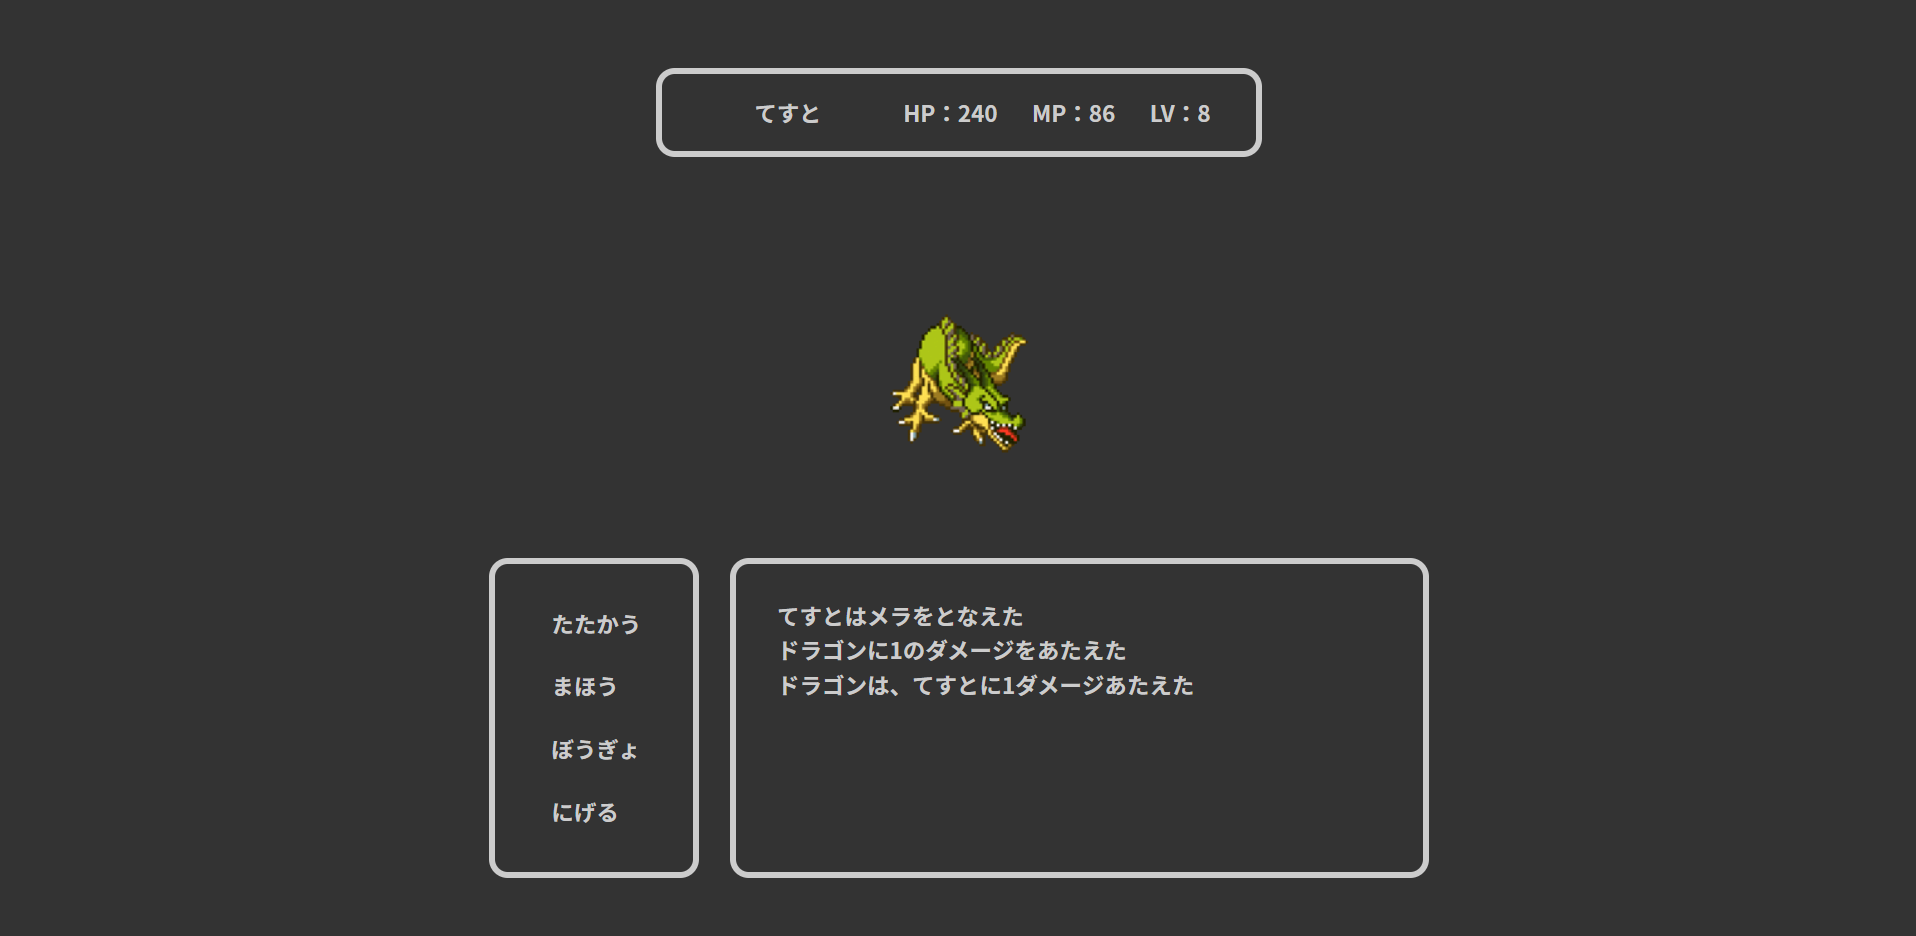 てすと HP：240 MP：86 LV：8
たたかう
まほう
ぼうぎょ
にげる
てすとはメラをとなえた
ドラゴンに1のダメージをあたえた
ドラゴンは、てすとに1ダメージあたえた